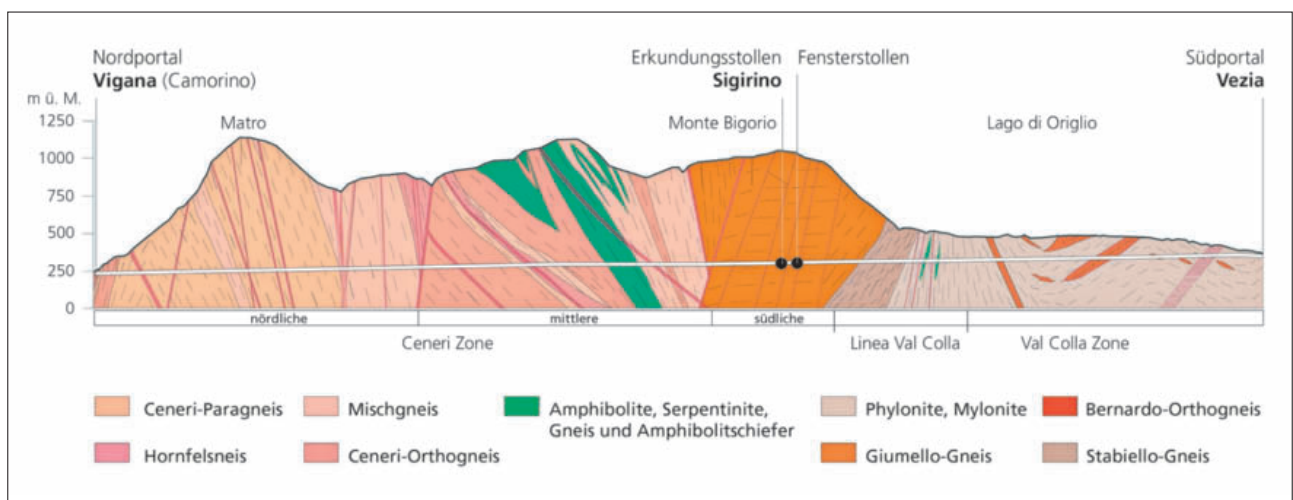 Nordportal
Vigana (Camorino)
Erkundungsstollen
Sigirino
Fensterstollen
Südportal
Vezia
m ü. M.
1250
1000
750
500
250
0
Matro
Monte Bigorio
Lago di Origlio
nördliche
mittlere
südliche
Ceneri Zone
Linea Val Colla
Val Colla Zone
Ceneri-Paragneis
Mischgneis
Amphibolite, Serpentinite,
Gneis und Amphibolitschiefer
Phylonite, Mylonite
Bernardo-Orthogneis
Hornfelsneis
Ceneri-Orthogneis
Giumello-Gneis
Stabiello-Gneis